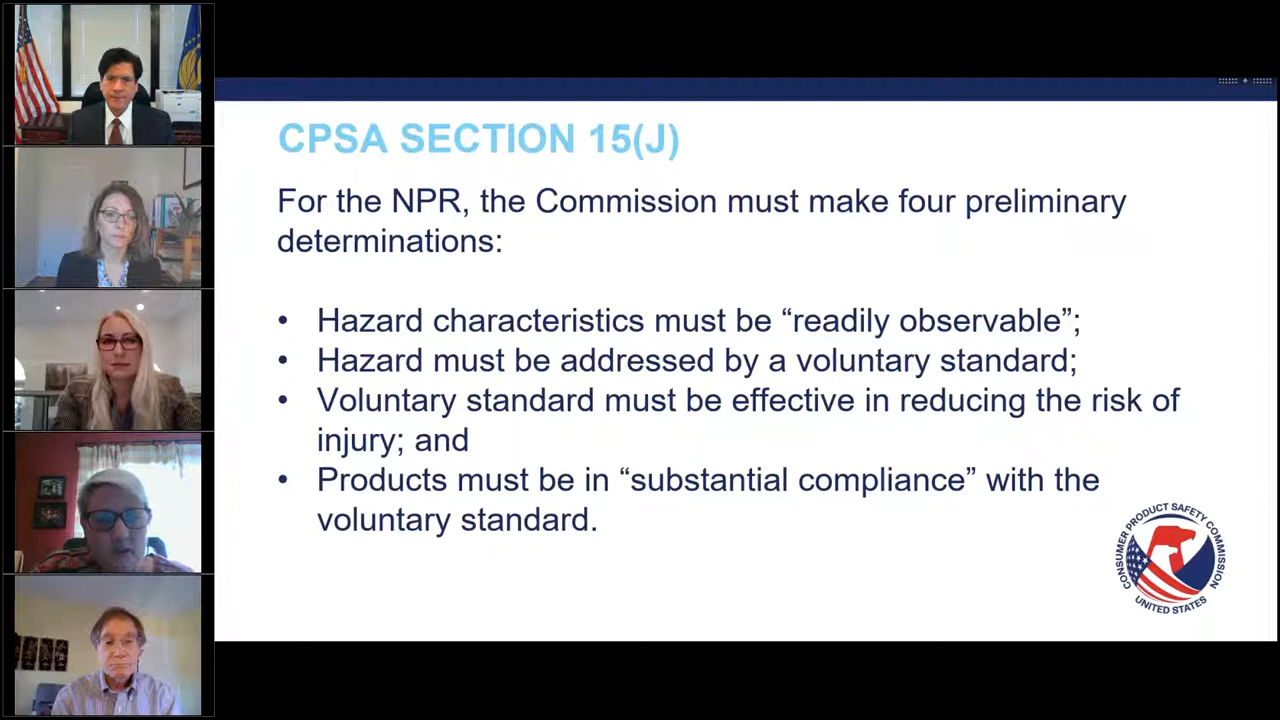 CPSA SECTION 15(J)
For the NPR, the Commission must make four preliminary
determinations:
• Hazard characteristics must be “readily observable”;
• Hazard must be addressed by a voluntary standard;
• Voluntary standard must be effective in reducing the risk of
injury; and
• Products must be in “substantial compliance” with the
voluntary standard.
CONSUMER PRODUCT SAFETY COMMISSION
UNITED STATES